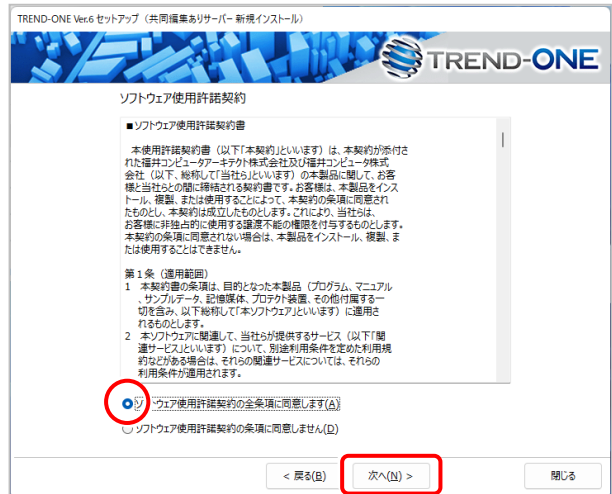 TREND-ONE Ver.6 セットアップ（共同編集ありサーバー 新規インストール）
TREND-ONE
ソフトウェア使用許諾契約
■ソフトウェア使用許諾契約書
本使用許諾契約書（以下「本契約」といいます）は、本契約が添付さ
れた福井コンピュータアーキテクト株式会社及び福井コンピュータ株式
会社（以下、総称して「当社ら」といいます）の本製品に関して、お客
様と当社らとの間に締結される契約書です。お客様は、本製品をインス
トール、複製、または使用することによって、本契約の条項に同意され
たものとし、本契約は成立したものとします。これにより、当社らは、
お客様に非独占的に使用する譲渡不能の権限を付与するものとします。
本契約の条項に同意されない場合は、本製品をインストール、複製、ま
たは使用することはできません。
第１条（適用範囲）
1 本契約書の条項は、目的となった本製品（プログラム、マニュアル
、サンプルデータ、記憶媒体、プロテクト装置、その他付属する一
切を含み、以下総称して「本ソフトウェア」といいます）に適用さ
れるものとします。
2 本ソフトウェアに関連して、当社らが提供するサービス（以下「関
連サービス」といいます）について、別途利用条件を定めた利用規
約などがある場合は、それらの関連サービスについては、それらの
利用条件が適用されます。
ソフトウェア使用許諾契約の全条項に同意します(A)
ソフトウェア使用許諾契約の条項に同意しません(D)
< 戻る(B)
次へ(N) >
閉じる